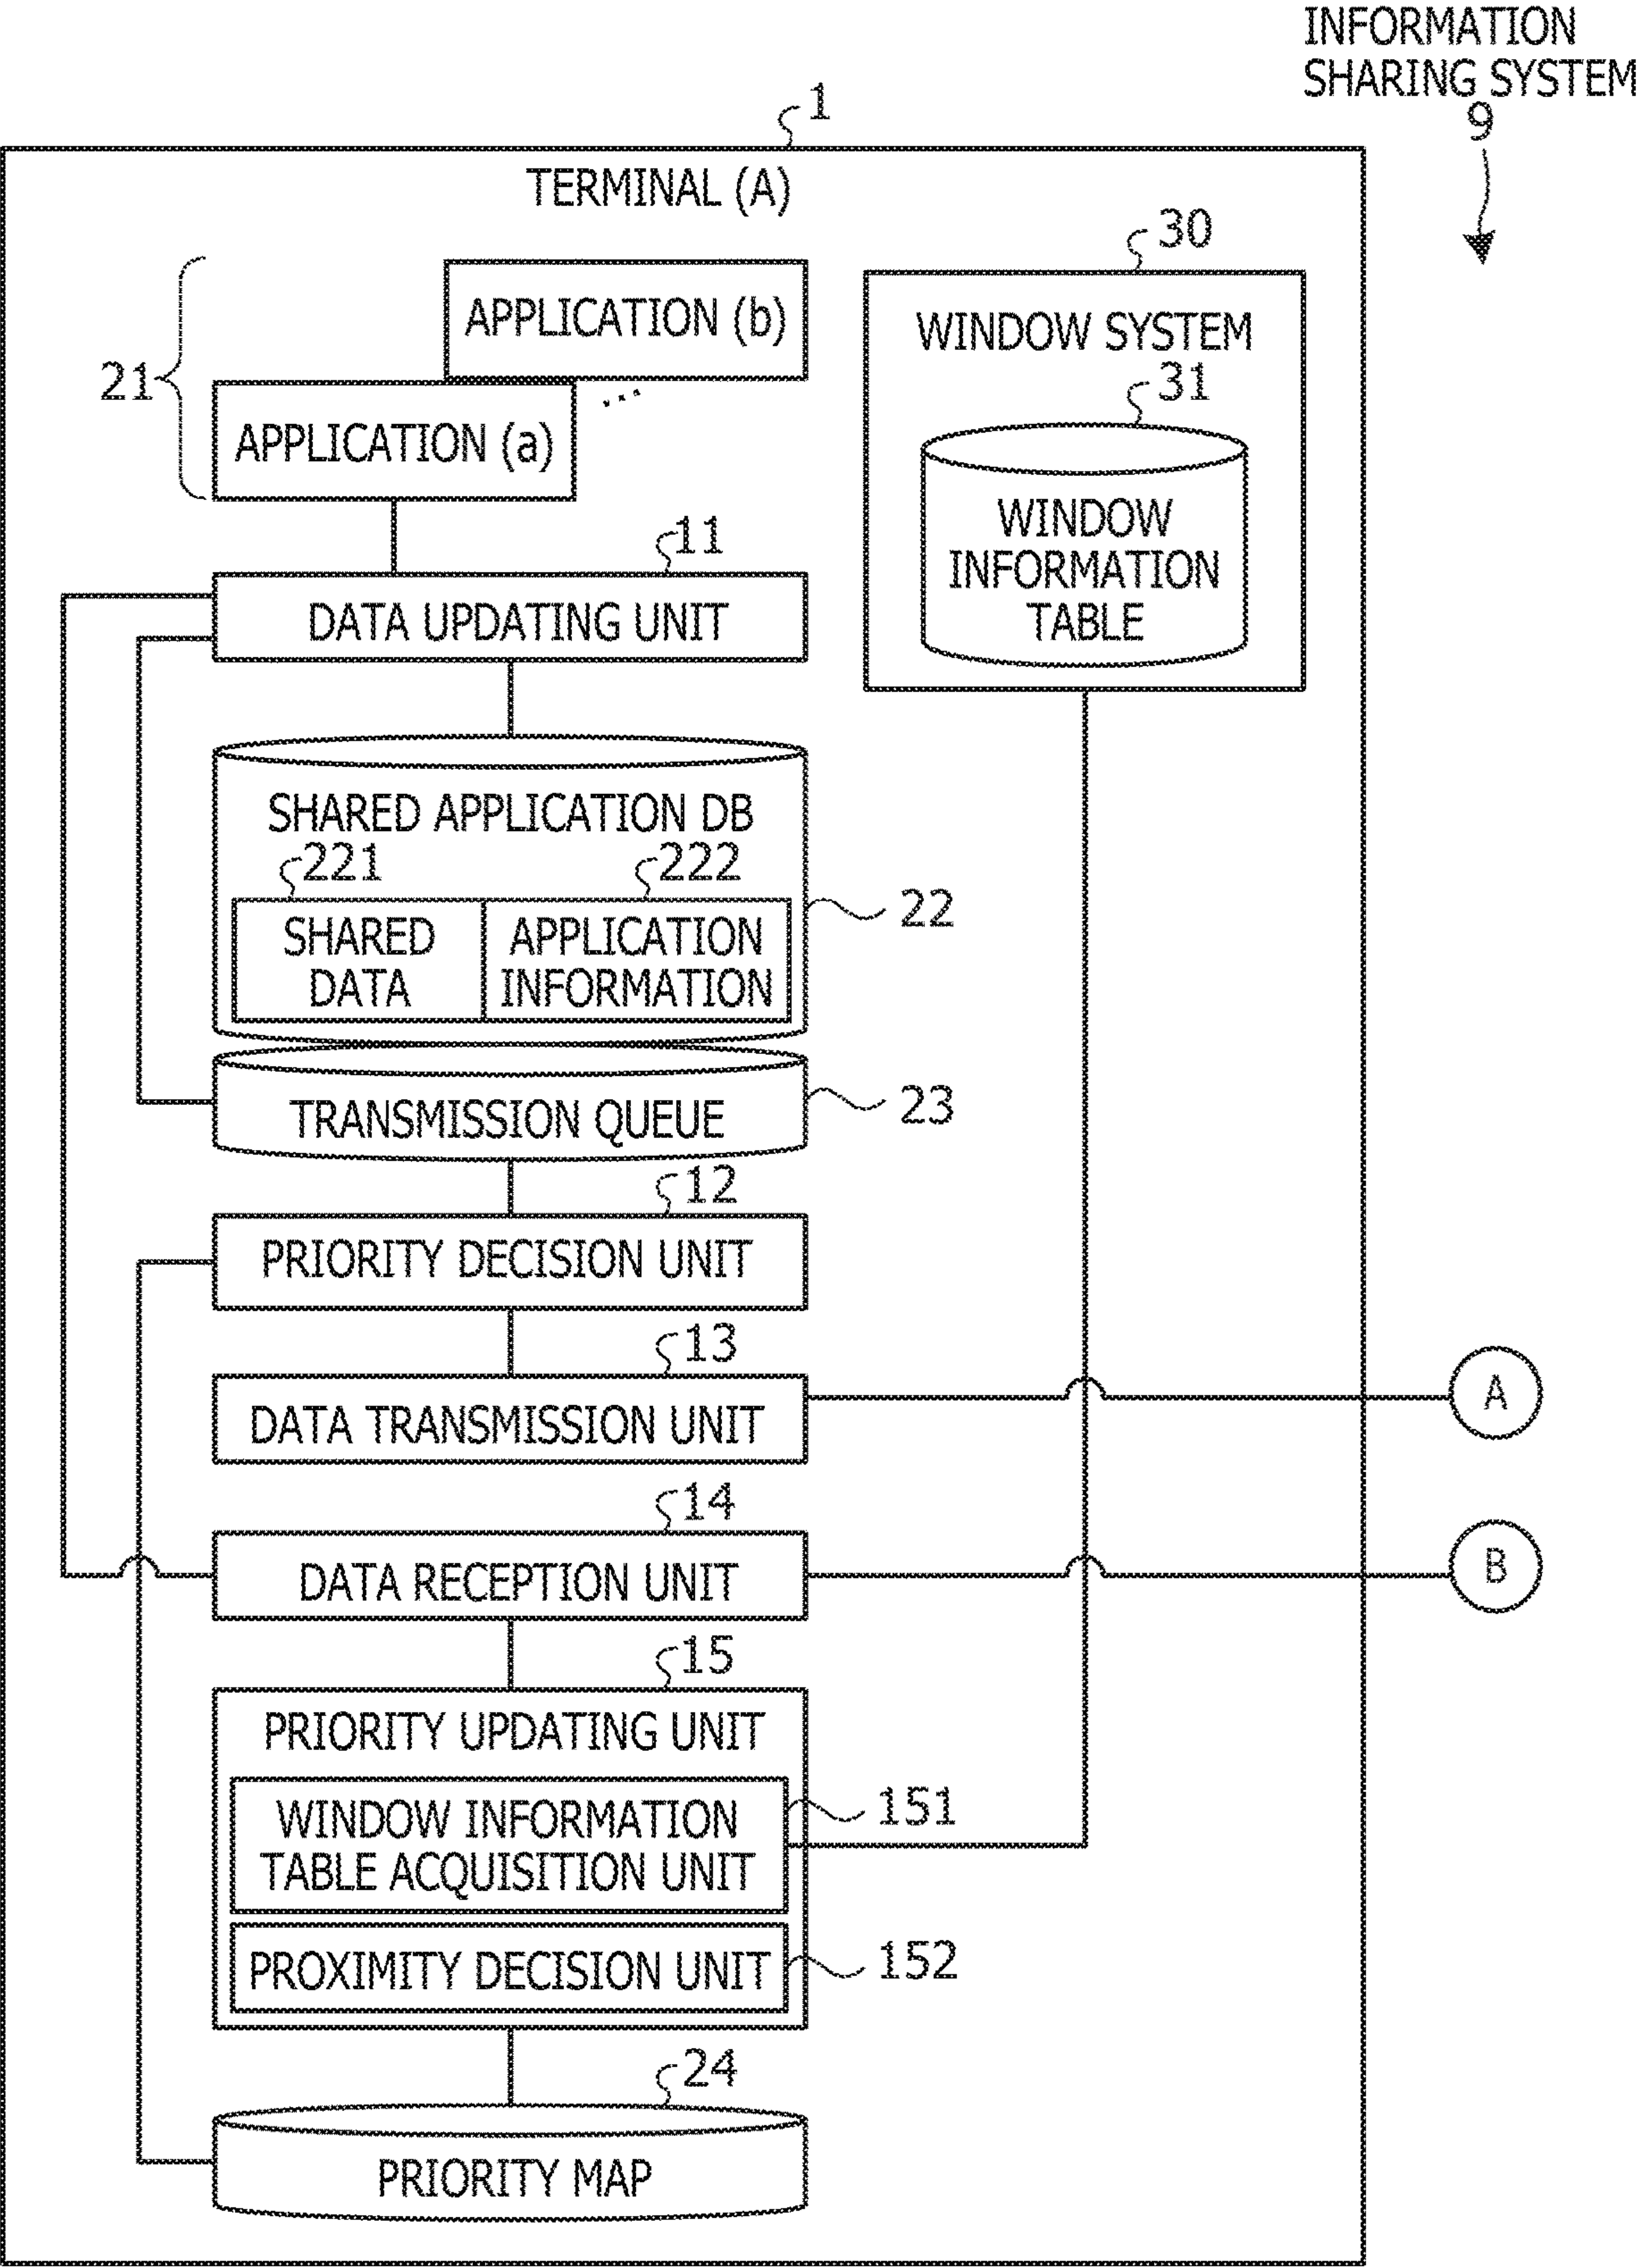 INFORMATION
SHARING SYSTEM
9
1
TERMINAL (A)
30
APPLICATION (b)
WINDOW SYSTEM
21
31
...
APPLICATION (a)
WINDOW
INFORMATION
TABLE
11
DATA UPDATING UNIT
SHARED APPLICATION DB
221
222
22
SHARED
DATA
APPLICATION
INFORMATION
23
TRANSMISSION QUEUE
12
PRIORITY DECISION UNIT
13
DATA TRANSMISSION UNIT
A
14
DATA RECEPTION UNIT
B
15
PRIORITY UPDATING UNIT
151
WINDOW INFORMATION
TABLE ACQUISITION UNIT
PROXIMITY DECISION UNIT
152
24
PRIORITY MAP